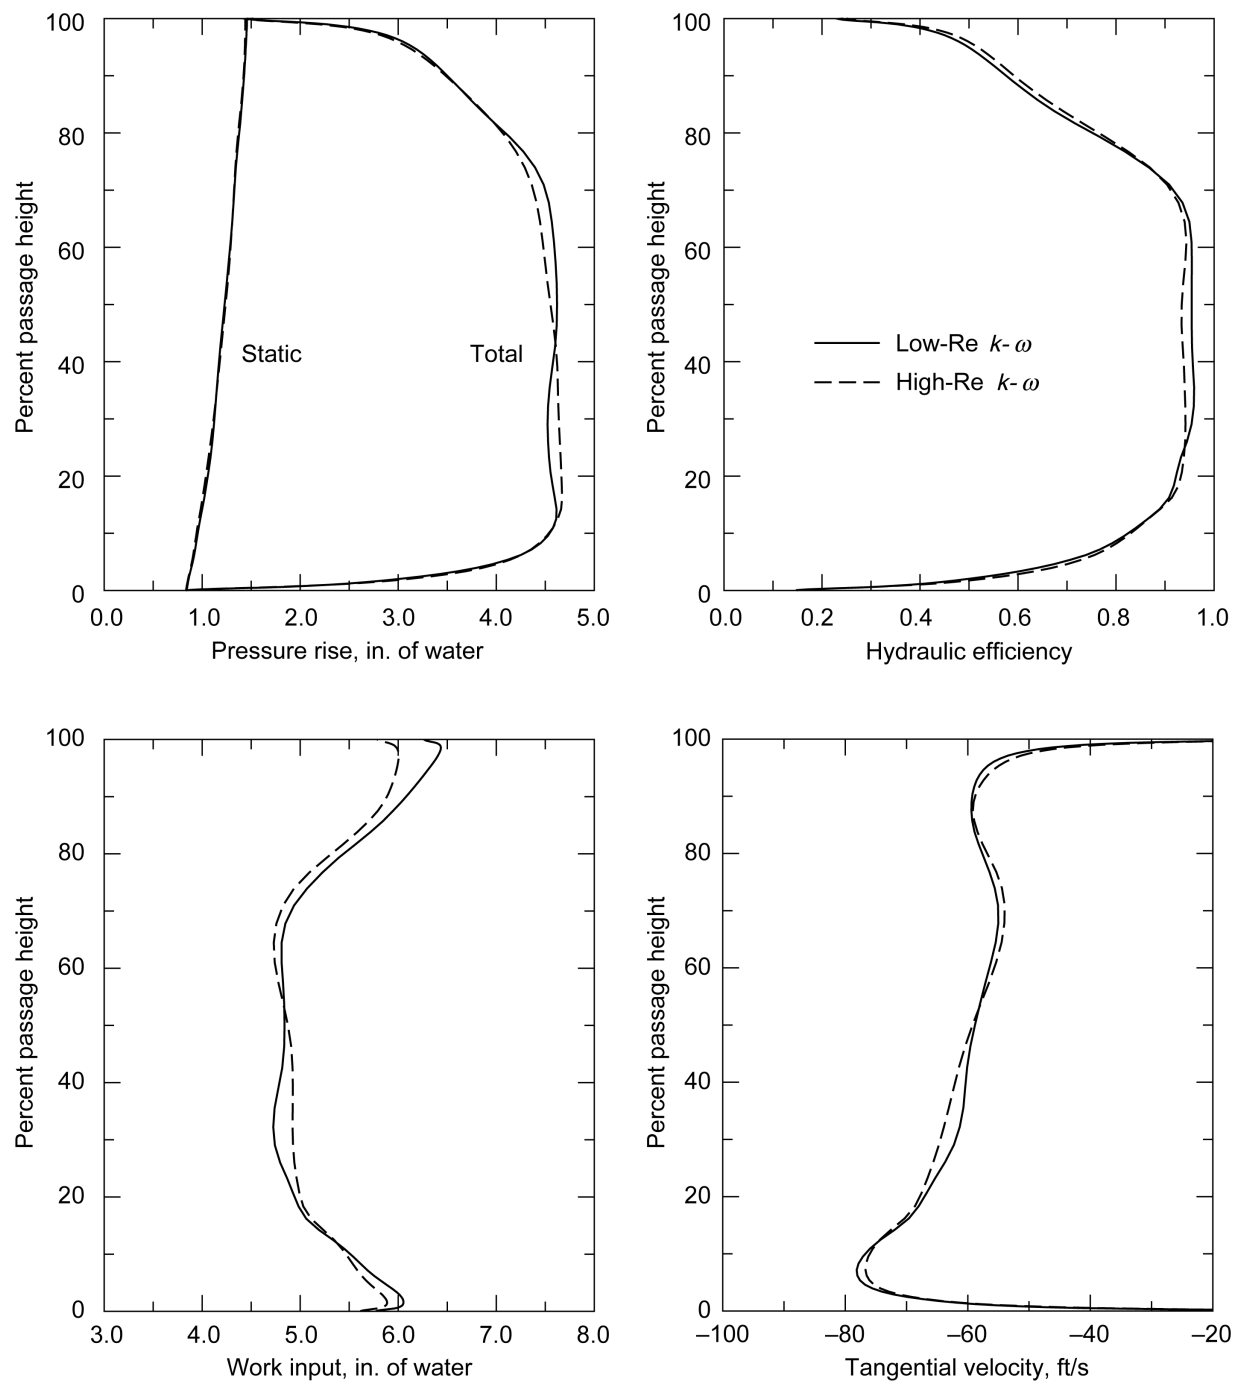 100
80
60
40
20
0
Percent passage height
Static
Total
0.0 1.0 2.0 3.0 4.0 5.0
Pressure rise, in. of water
100
80
60
40
20
0
Percent passage height
Low-Re k-ω
High-Re k-ω
0.0 0.2 0.4 0.6 0.8 1.0
Hydraulic efficiency
100
80
60
40
20
0
Percent passage height
3.0 4.0 5.0 6.0 7.0 8.0
Work input, in. of water
100
80
60
40
20
0
Percent passage height
–100 –80 –60 –40 –20
Tangential velocity, ft/s